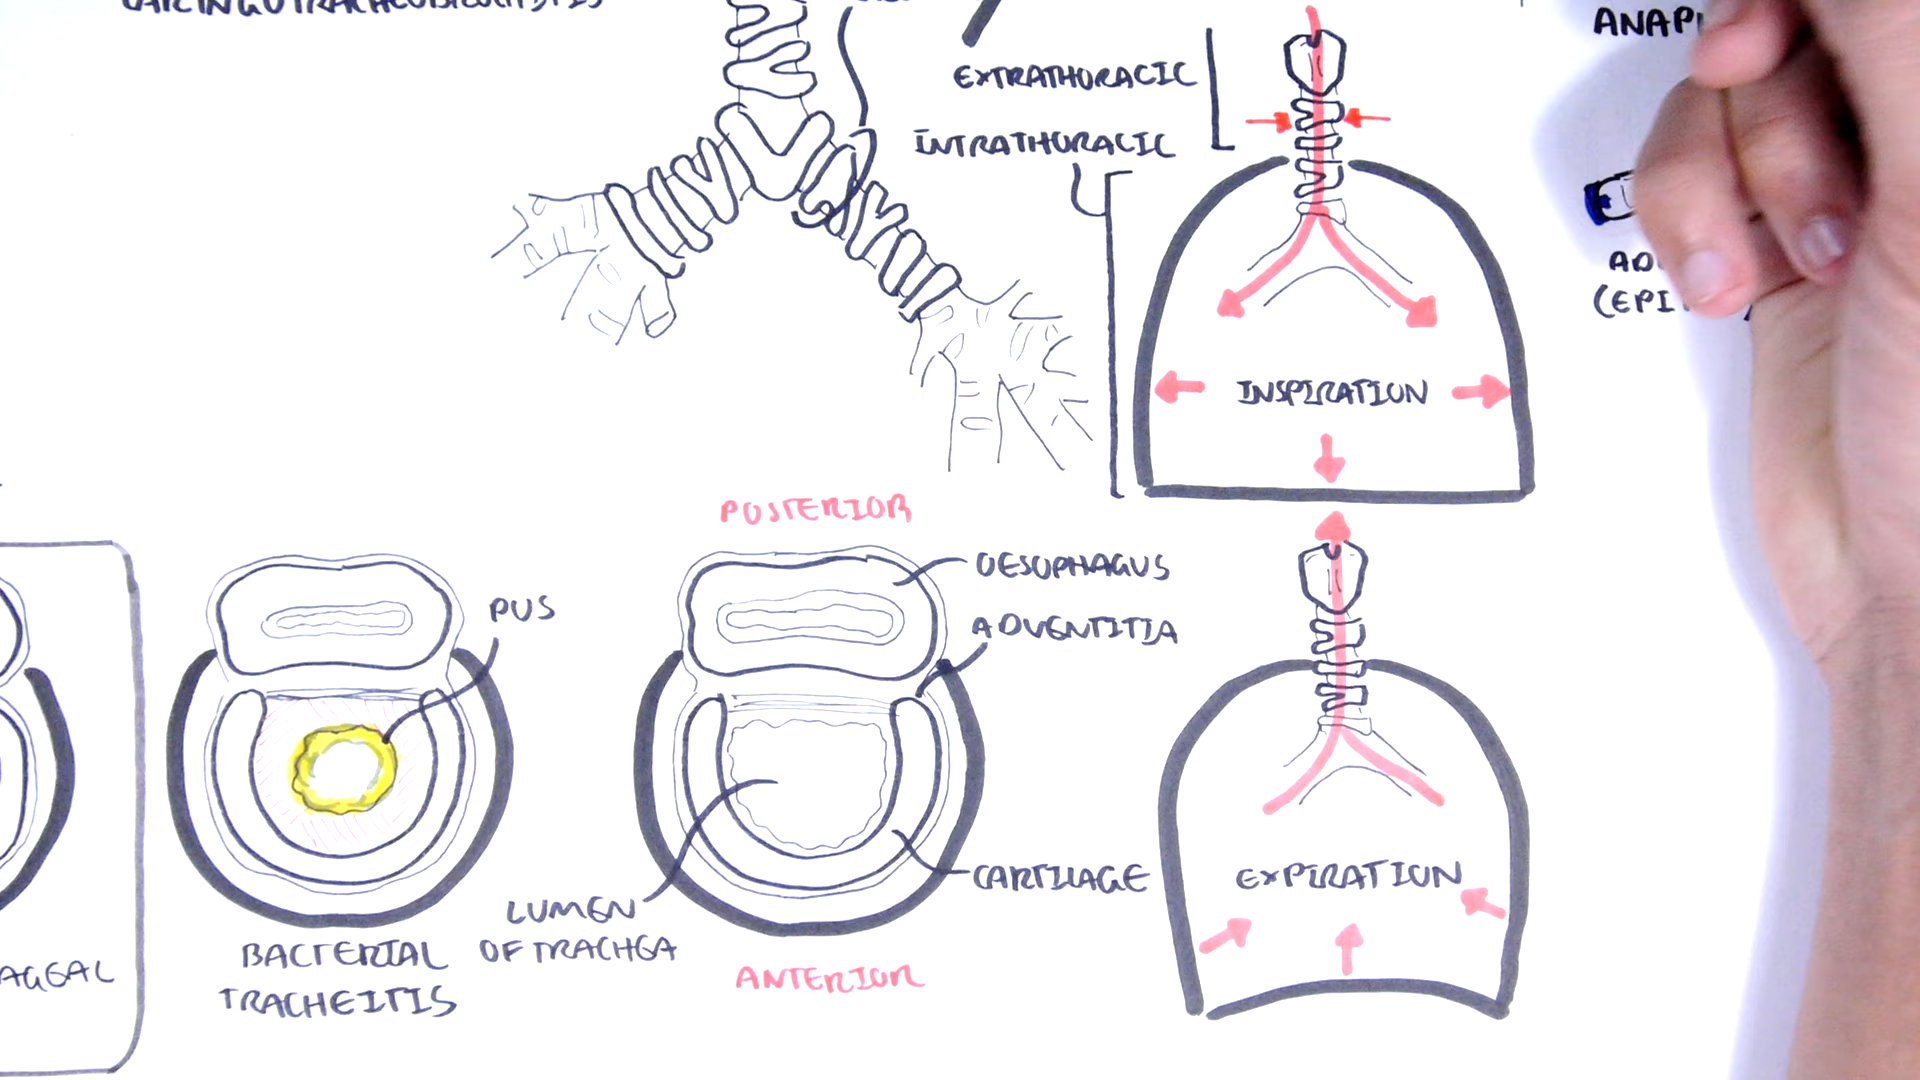 LARINGOTRACHEOBRONCHITIS
EXTRATHORACIC
INTRATHORACIC
ANAP
AD
(EPI
INSPIRATION
POSTERIOR
OESOPHAGUS
ADVENTITIA
PUS
CARTILAGE
LUMEN
OF TRACHEA
ANTERIOR
BACTERIAL
TRACHEITIS
AGEAL
EXPIRATION